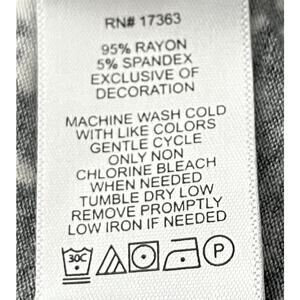 RN# 17363
95% RAYON
5% SPANDEX
EXCLUSIVE OF
DECORATION
MACHINE WASH COLD
WITH LIKE COLORS
GENTLE CYCLE
ONLY NON
CHLORINE BLEACH
WHEN NEEDED
TUMBLE DRY LOW
REMOVE PROMPTLY
LOW IRON IF NEEDED
30C P